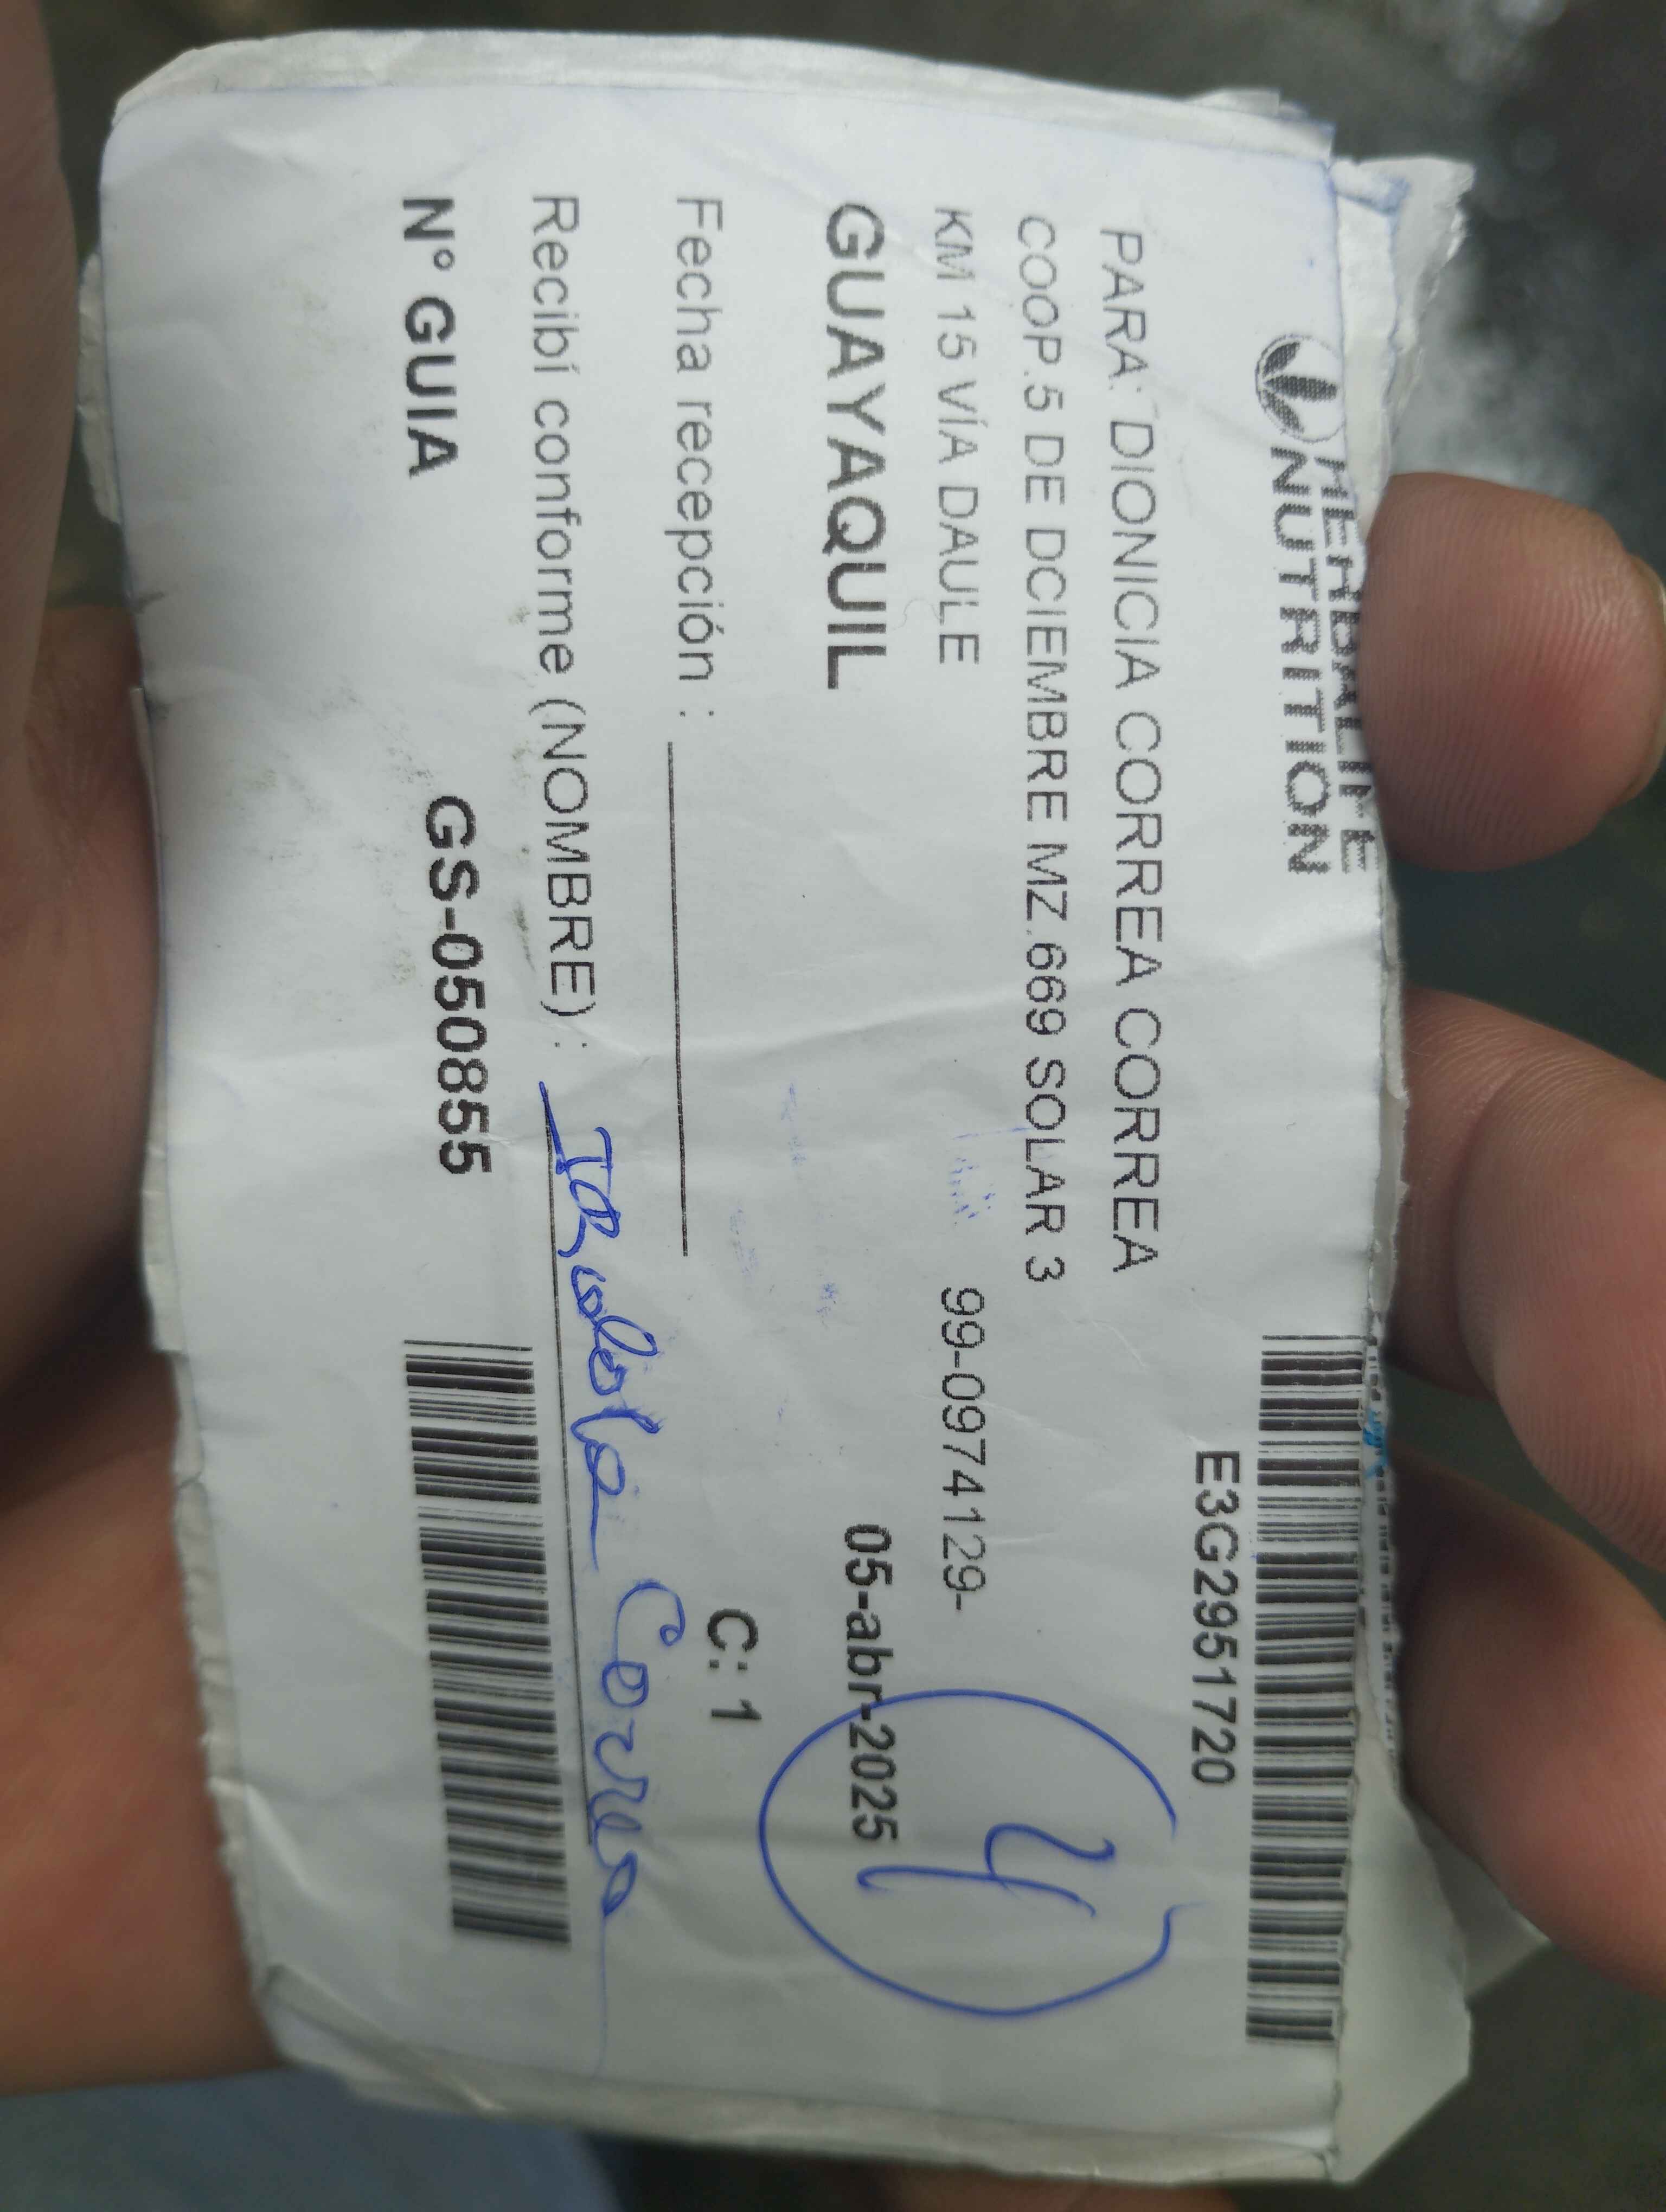 HERBALIFE
NUTRITION
E3G2951720
PARA: DIONICIA CORREA CORREA
COOP.5 DE DCIEMBRE MZ.669 SOLAR 3
KM 15 VÍA DAULE 99-0974129-
GUAYAQUIL 05-abr-2025
4
Fecha recepción : C: 1
Recibí conforme (NOMBRE) : Correa
N° GUIA GS-050855